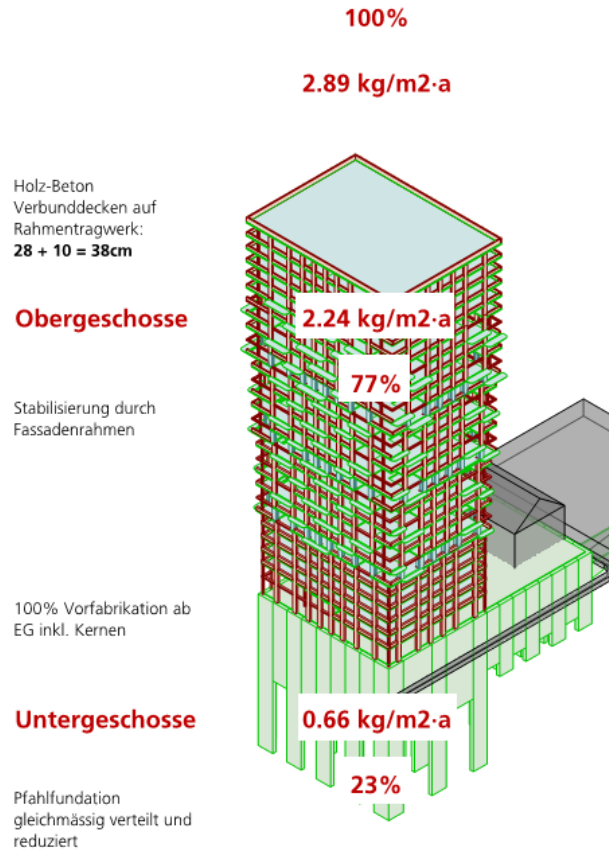 100%
2.89 kg/m2·a
Holz-Beton
Verbunddecken auf
Rahmentragwerk:
28 + 10 = 38cm
Obergeschosse
2.24 kg/m2·a
77%
Stabilisierung durch
Fassadenrahmen
100% Vorfabrikation ab
EG inkl. Kernen
Untergeschosse
0.66 kg/m2·a
23%
Pfahlfundation
gleichmässig verteilt und
reduziert